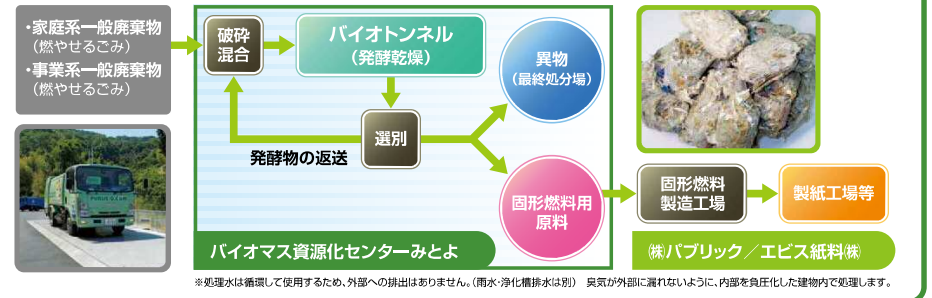 ・家庭系一般廃棄物
（燃やせるごみ）
・事業系一般廃棄物
（燃やせるごみ）
破砕
混合
バイオトンネル
（発酵乾燥）
選別
発酵物の返送
異物
（最終処分場）
固形燃料用
原料
固形燃料
製造工場
製紙工場等
バイオマス資源化センターみとよ
㈱パブリック／エビス紙料㈱
※処理水は循環して使用するため、外部への排出はありません。（雨水・浄化槽排水は別）　臭気が外部に漏れないように、内部を負圧化した建物内で処理します。